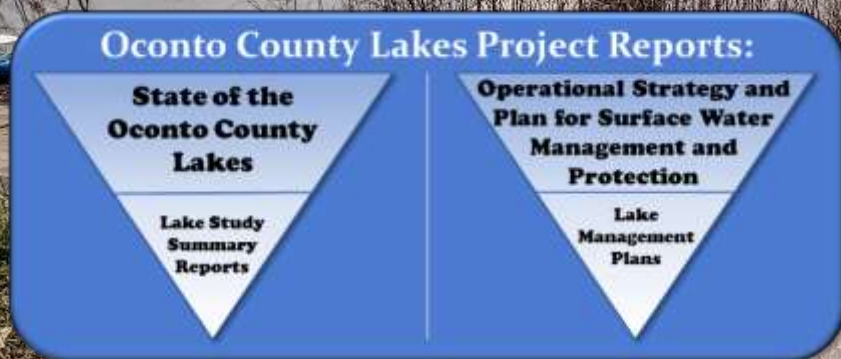 Oconto County Lakes Project Reports:
State of the
Oconto County
Lakes
Lake Study
Summary
Reports
Operational Strategy and
Plan for Surface Water
Management and
Protection
Lake
Management
Plans